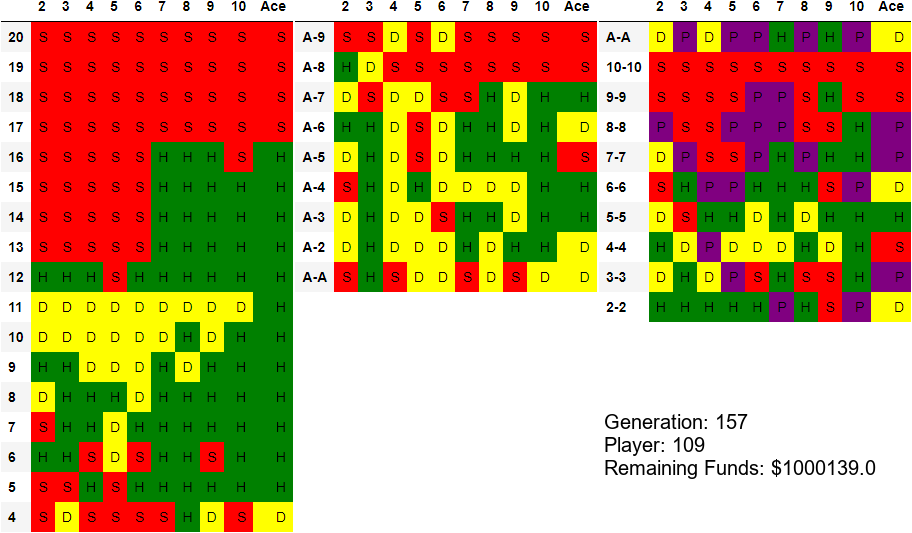 2 3 4 5 6 7 8 9 10 Ace
20 S S S S S S S S S S
19 S S S S S S S S S S
18 S S S S S S S S S S
17 S S S S S S S S S S
16 S S S S S H H H S H
15 S S S S S H H H H H
14 S S S S S H H H H H
13 S S S S S H H H H H
12 H H H S H H H H H H
11 D D D D D D D D D H
10 D D D D D D H D H H
9 H H D D D H D H H H
8 D H H H D H H H H H
7 S H H D H H H H H H
6 H H S D S H H S H H
5 S S H S H H H H H H
4 S D S S S S H D S D
2 3 4 5 6 7 8 9 10 Ace
A-9 S S D S D S S S S S
A-8 H D S S S S S S S S
A-7 D S D D S S H D H H
A-6 H H D S D H H D H D
A-5 D H D S D H H H H S
A-4 S H D H D D D D H H
A-3 D H D D S H H D H H
A-2 D H D D D H D H H D
A-A S H S D D S D S D D
2 3 4 5 6 7 8 9 10 Ace
A-A D P D P P H P H P D
10-10 S S S S S S S S S S
9-9 S S S S P P S H S S
8-8 P S S P P P S S H P
7-7 D P S S P H P H H P
6-6 S H P P H H H S P D
5-5 D S H H D H D H H H
4-4 H D P D D D H D H S
3-3 D H D P S H S S H P
2-2 H H H H H P H S P D
Generation: 157
Player: 109
Remaining Funds: $1000139.0